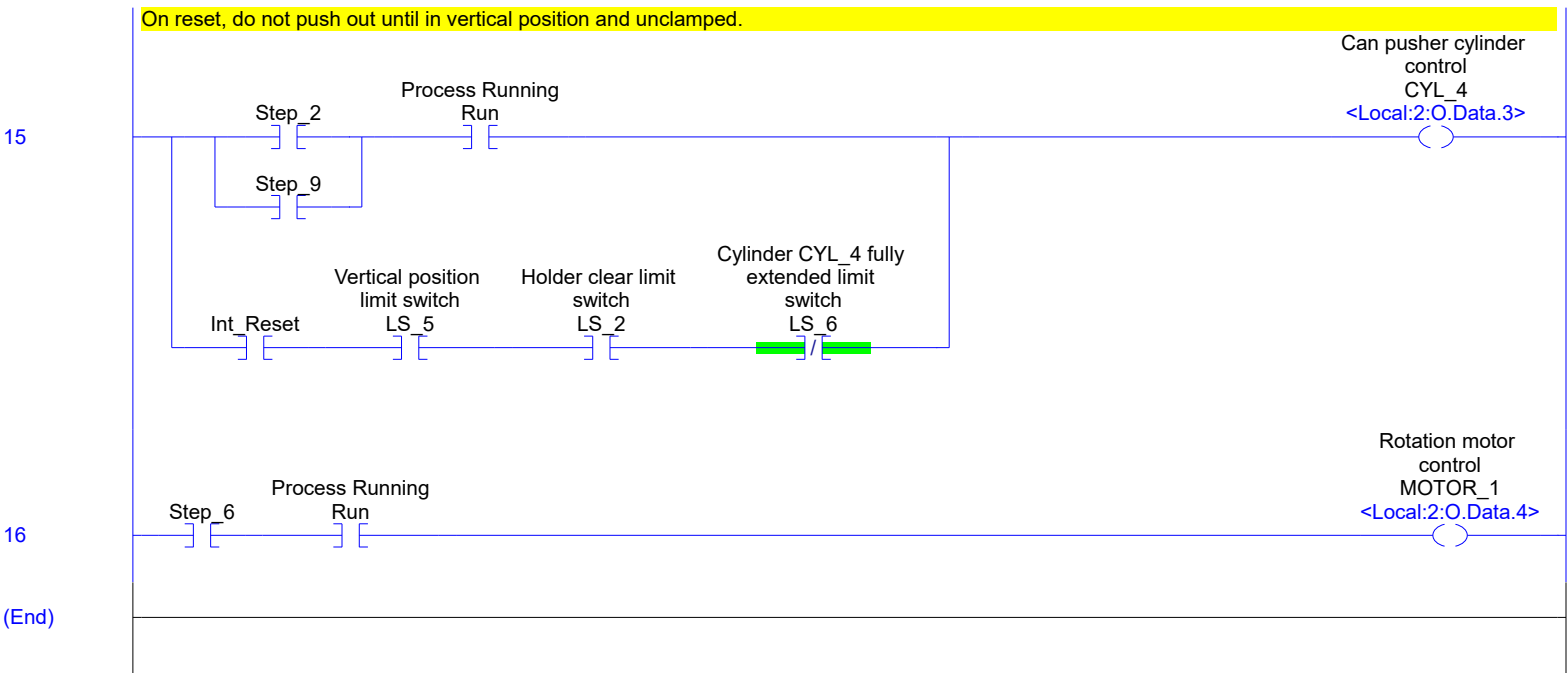 On reset, do not push out until in vertical position and unclamped.
Can pusher cylinder
control
CYL_4
<Local:2:O.Data.3>
Process Running
Run
Step_2
15
Step_9
Cylinder CYL_4 fully
extended limit
switch
LS_6
Vertical position
limit switch
LS_5
Holder clear limit
switch
LS_2
Int_Reset
/
Rotation motor
control
MOTOR_1
<Local:2:O.Data.4>
Process Running
Run
Step_6
16
(End)